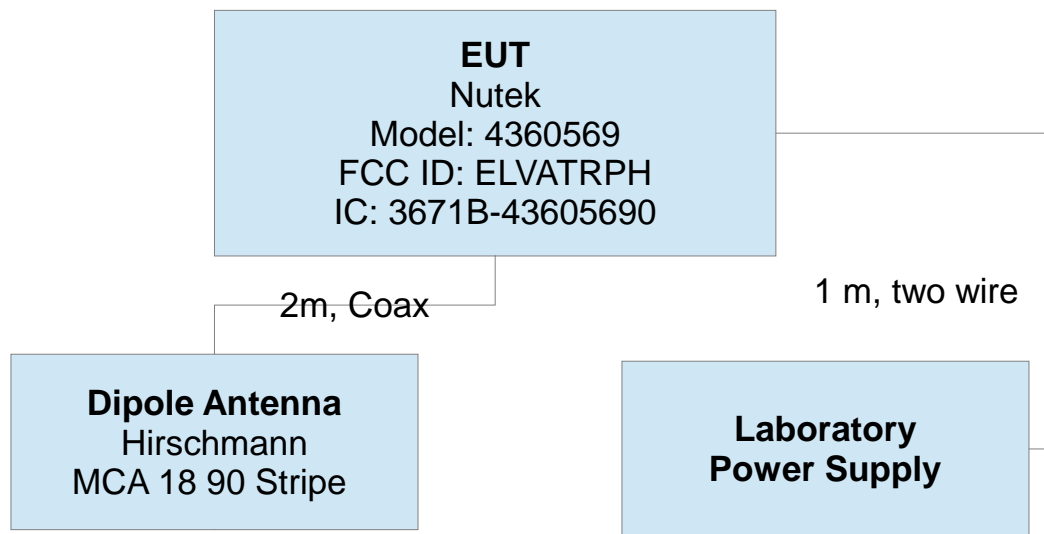 EUT
Nutek
Model: 4360569
FCC ID: ELVATRPH
IC: 3671B-43605690
2m, Coax
1 m, two wire
Dipole Antenna
Hirschmann
MCA 18 90 Stripe
Laboratory
Power Supply